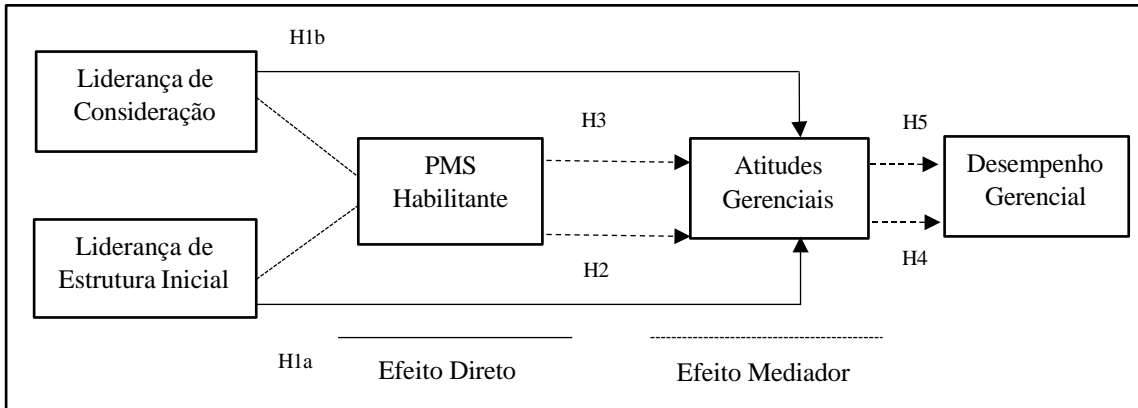 H1b
Liderança de
Consideração
H3
H5
PMS
Habilitante
Atitudes
Gerenciais
Desempenho
Gerencial
Liderança de
Estrutura Inicial
H2
H4
H1a
Efeito Direto
Efeito Mediador